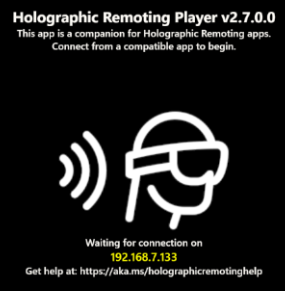 Holographic Remoting Player v2.7.0.0
This app is a companion for Holographic Remoting apps.
Connect from a compatible app to begin.
Waiting for connection on
192.168.7.133
Get help at: https://aka.ms/holographicremotinghelp